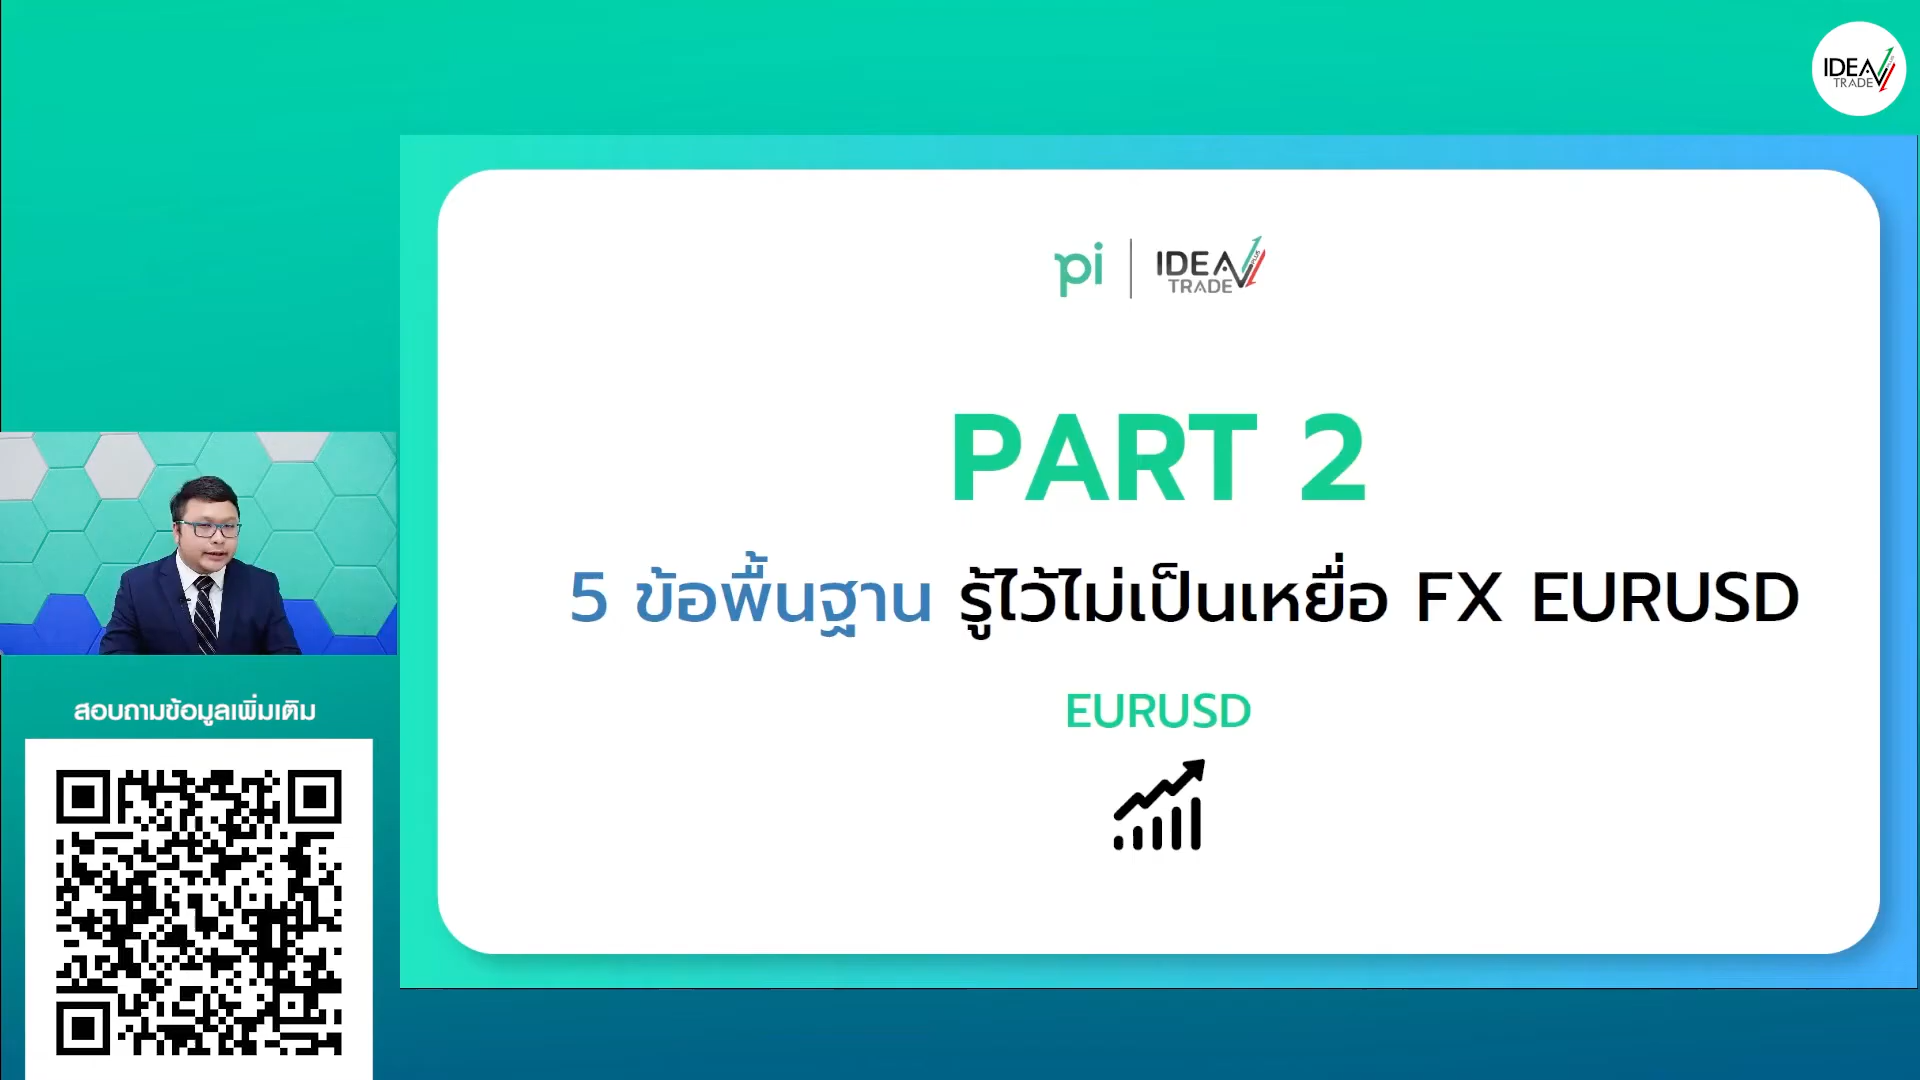 IDEA PLUS
TRADE
pi
IDEA PLUS
TRADE
PART 2
5 ข้อพื้นฐาน รู้ไว้ไม่เป็นเหยื่อ FX EURUSD
EURUSD
สอบถามข้อมูลเพิ่มเติม